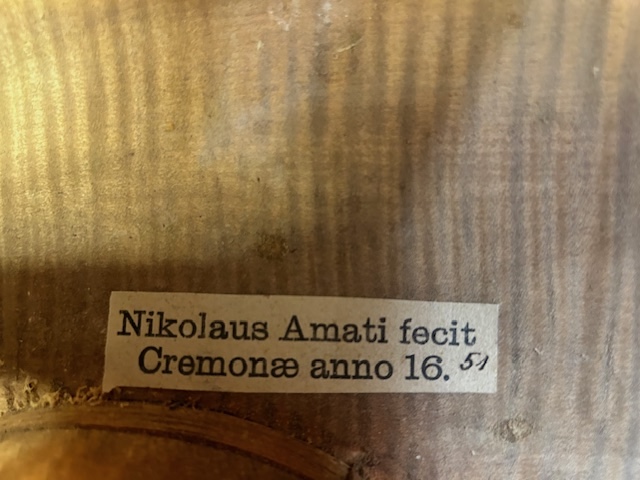 Nikolaus Amati fecit
Cremonæ anno 16. 51